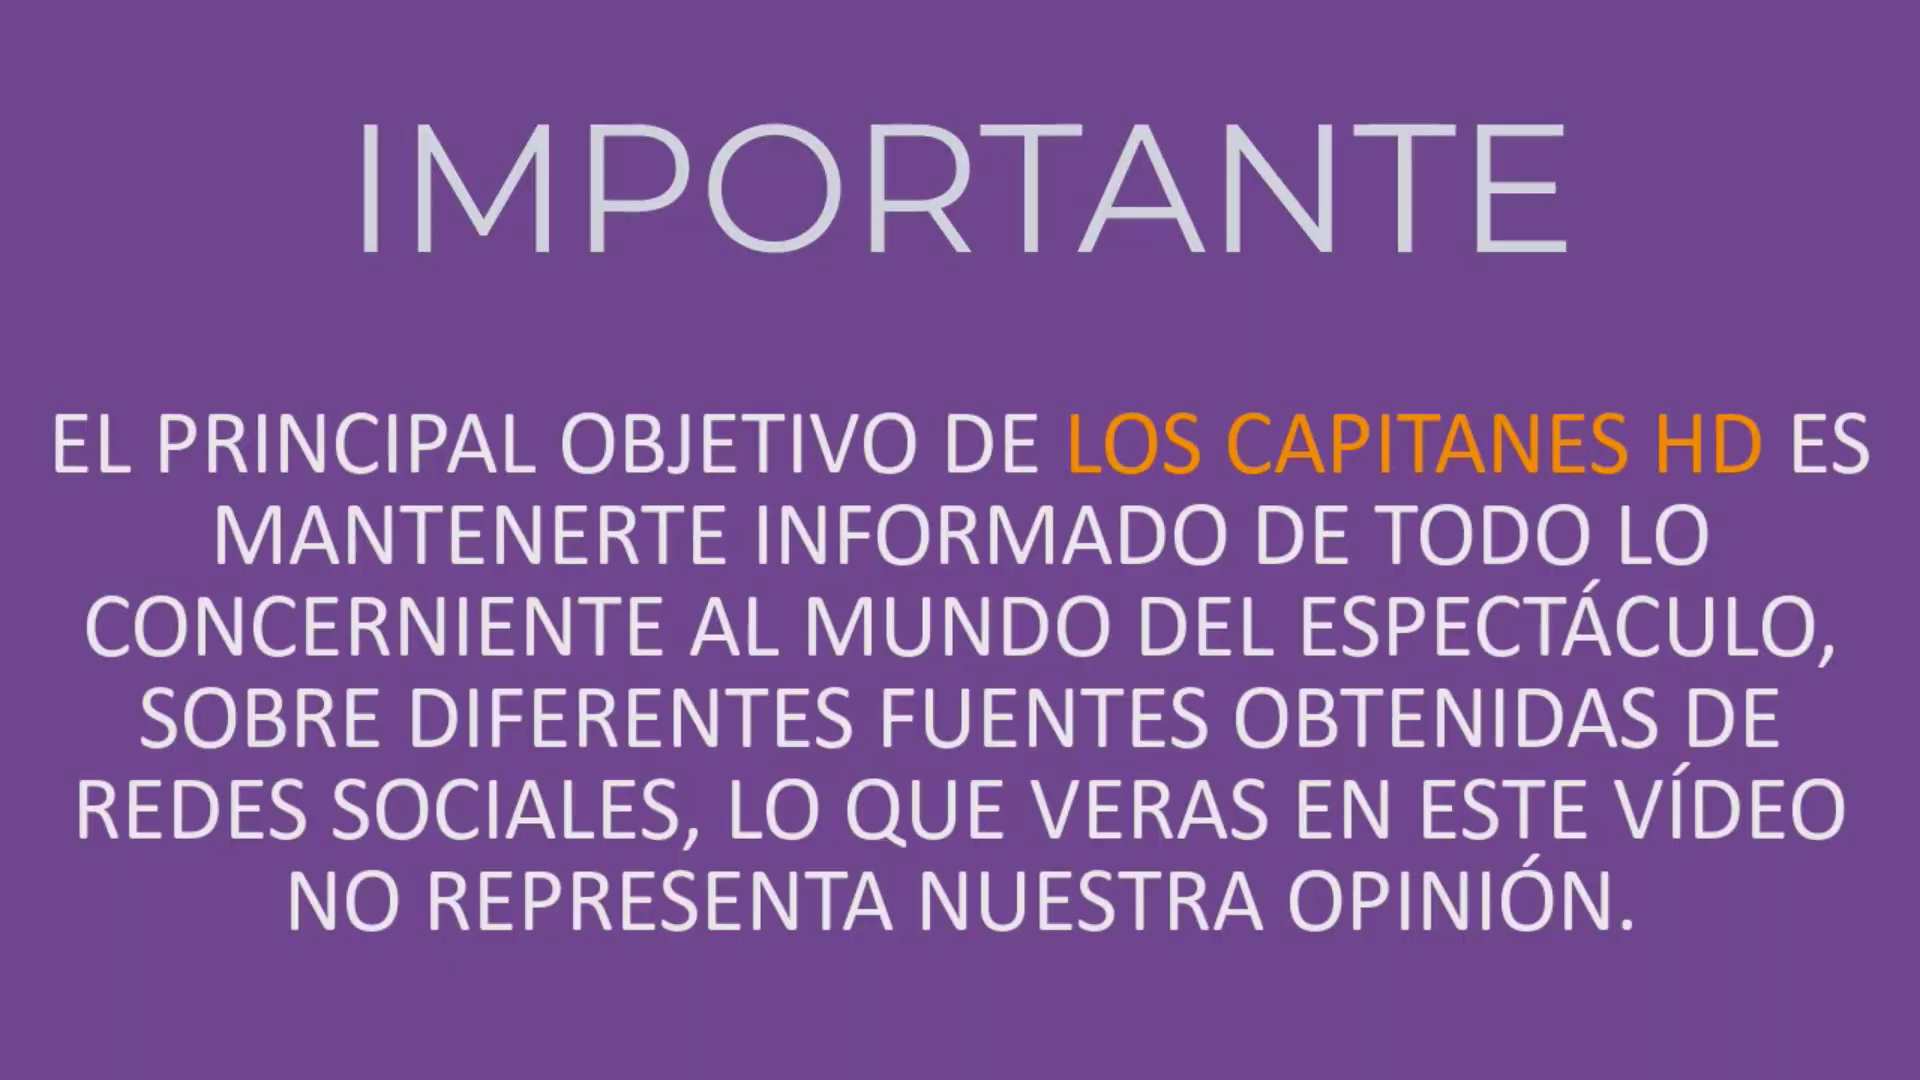 IMPORTANTE
EL PRINCIPAL OBJETIVO DE LOS CAPITANES HD ES
MANTENERTE INFORMADO DE TODO LO
CONCERNIENTE AL MUNDO DEL ESPECTÁCULO,
SOBRE DIFERENTES FUENTES OBTENIDAS DE
REDES SOCIALES, LO QUE VERAS EN ESTE VÍDEO
NO REPRESENTA NUESTRA OPINIÓN.